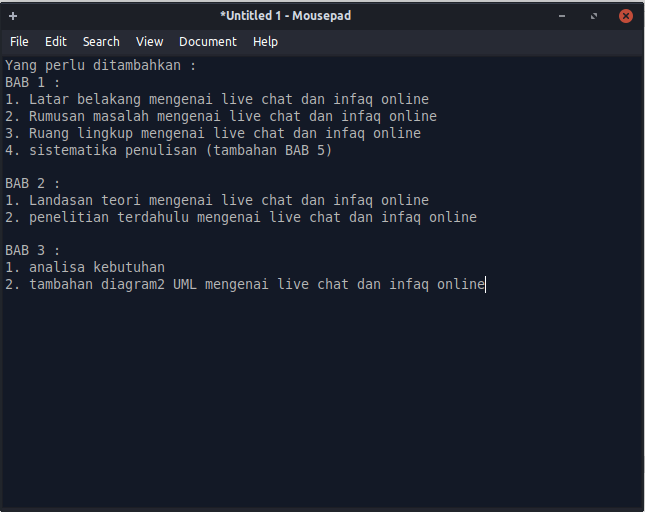 *Untitled 1 - Mousepad
File Edit Search View Document Help
Yang perlu ditambahkan :
BAB 1 :
1. Latar belakang mengenai live chat dan infaq online
2. Rumusan masalah mengenai live chat dan infaq online
3. Ruang lingkup mengenai live chat dan infaq online
4. sistematika penulisan (tambahan BAB 5)
BAB 2 :
1. Landasan teori mengenai live chat dan infaq online
2. penelitian terdahulu mengenai live chat dan infaq online
BAB 3 :
1. analisa kebutuhan
2. tambahan diagram2 UML mengenai live chat dan infaq online